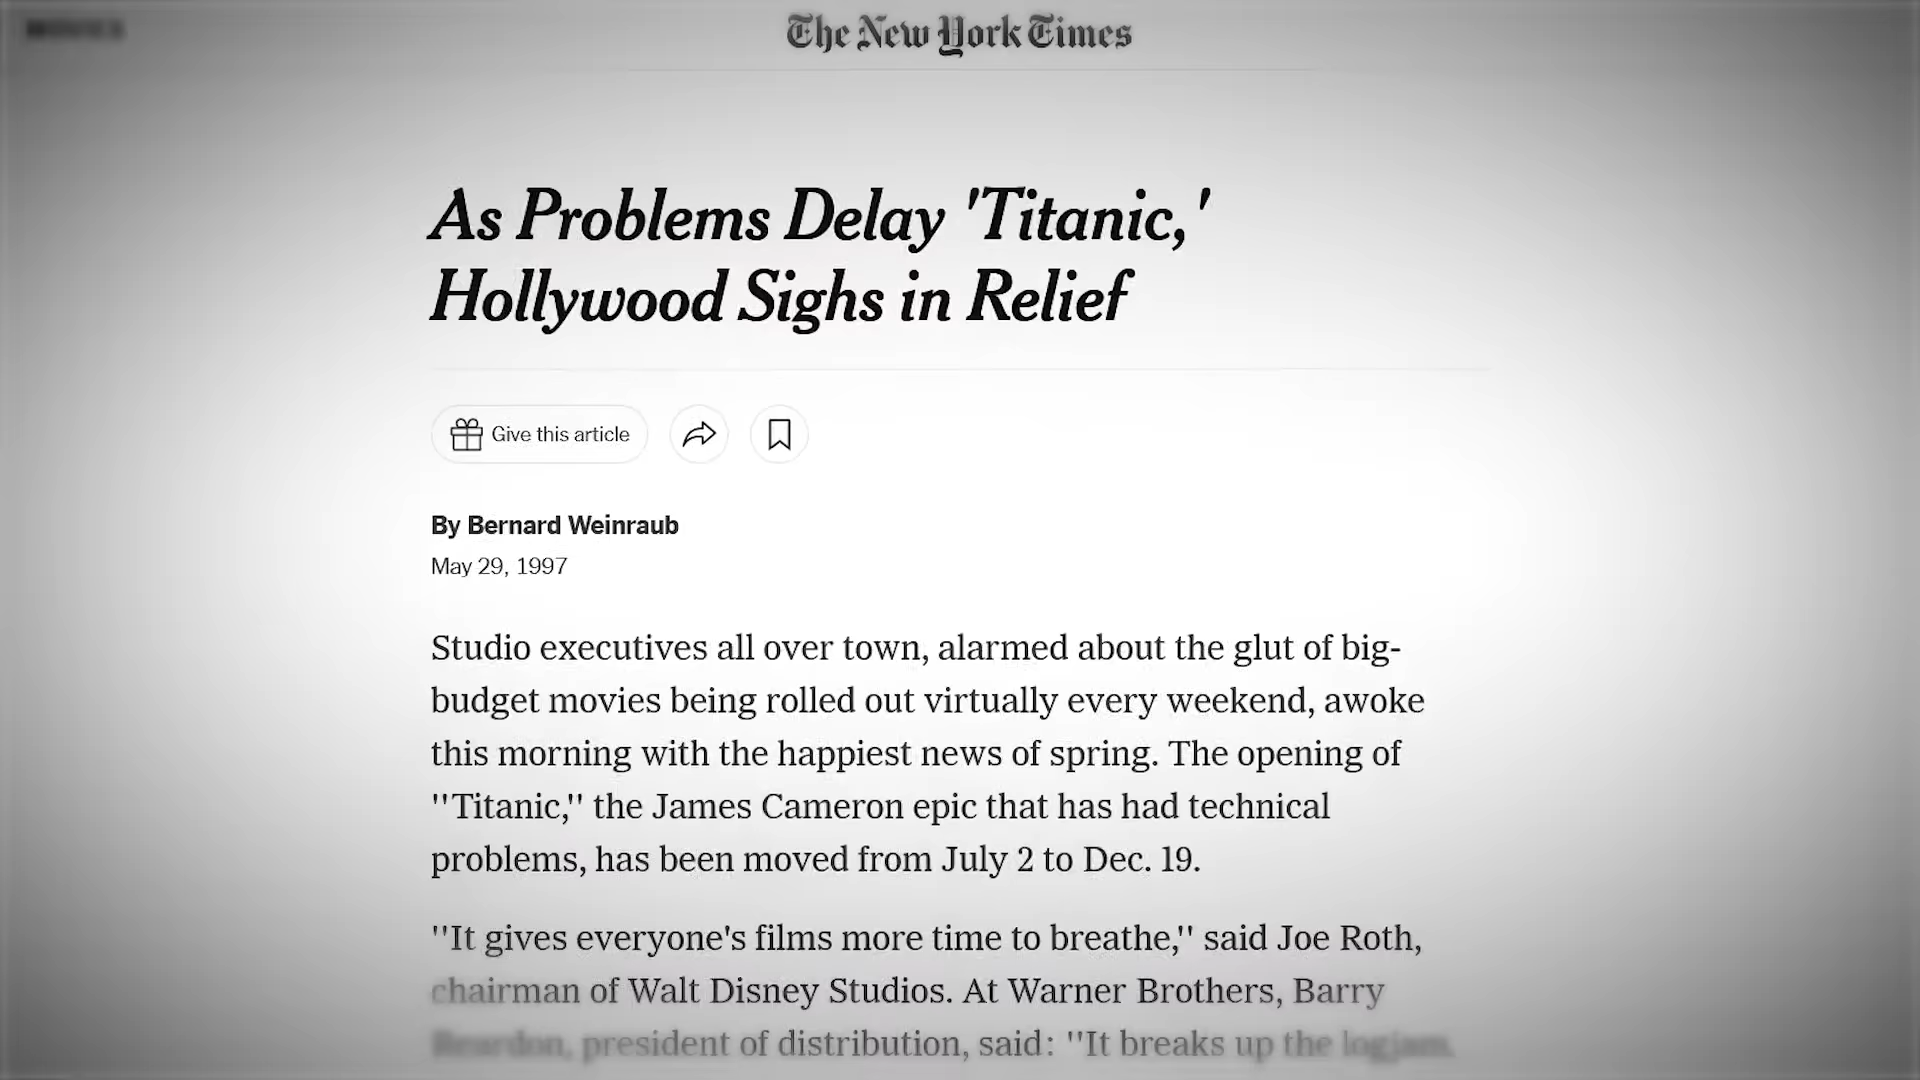 The New York Times
As Problems Delay 'Titanic,'
Hollywood Sighs in Relief
Give this article
By Bernard Weinraub
May 29, 1997
Studio executives all over town, alarmed about the glut of big-
budget movies being rolled out virtually every weekend, awoke
this morning with the happiest news of spring. The opening of
''Titanic,'' the James Cameron epic that has had technical
problems, has been moved from July 2 to Dec. 19.
''It gives everyone's films more time to breathe,'' said Joe Roth,
chairman of Walt Disney Studios. At Warner Brothers, Barry
Reardon, president of distribution, said: ''It breaks up the logjam.